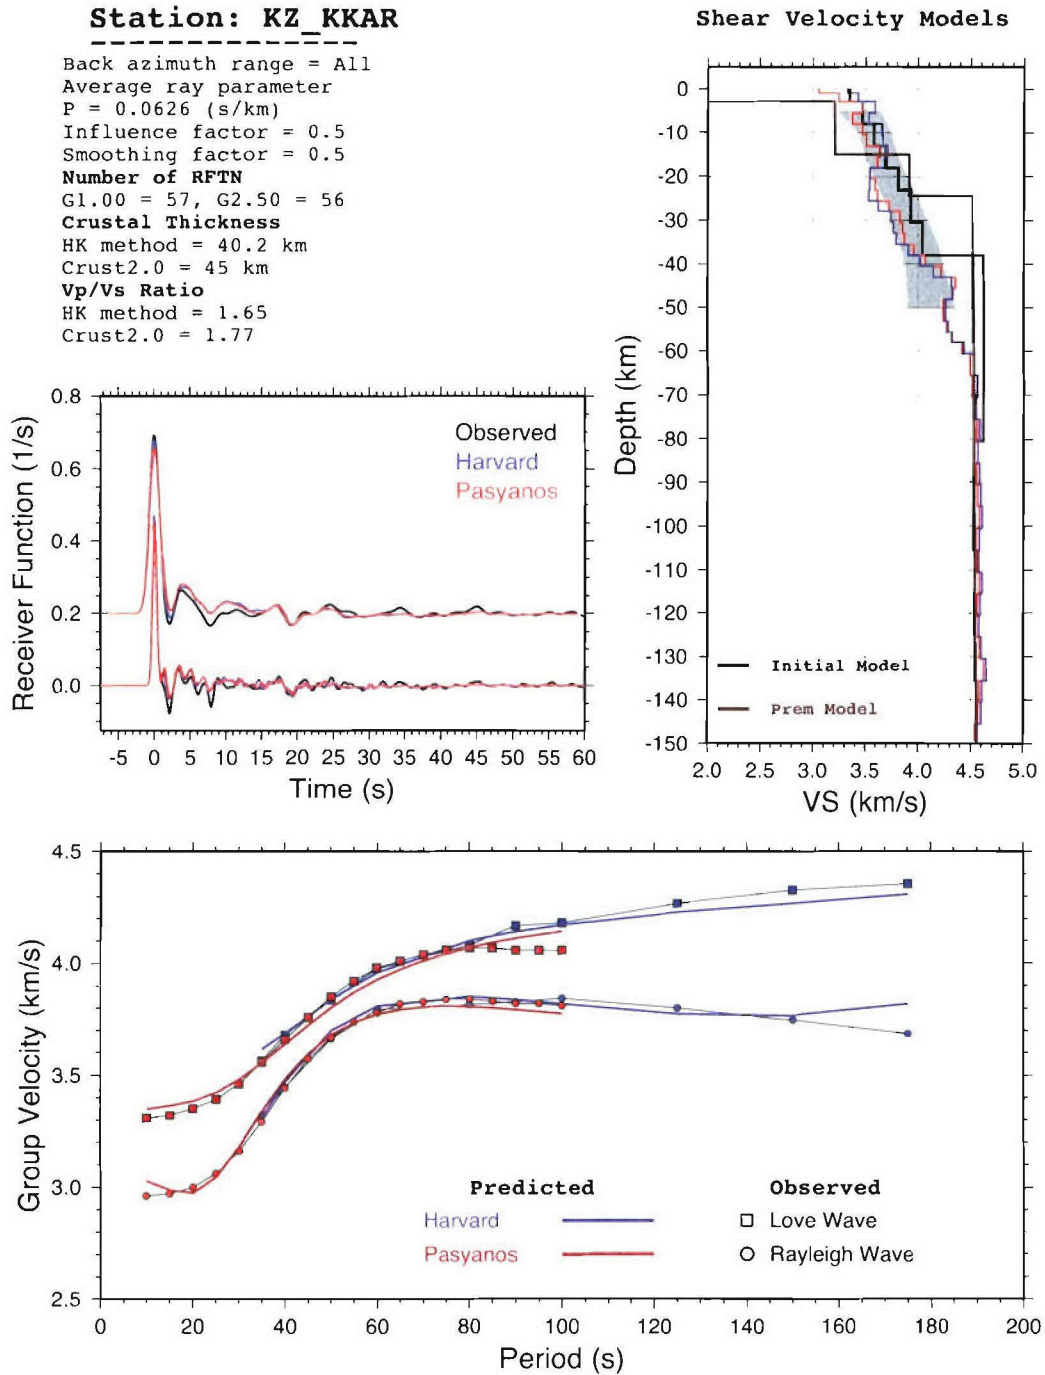 Station: KZ_KKAR
Back azimuth range = All
Average ray parameter
P = 0.0626 (s/km)
Influence factor = 0.5
Smoothing factor = 0.5
Number of RFTN
G1.00 = 57, G2.50 = 56
Crustal Thickness
HK method = 40.2 km
Crust2.0 = 45 km
Vp/Vs Ratio
HK method = 1.65
Crust2.0 = 1.77
Shear Velocity Models
0
-10
-20
-30
-40
-50
-60
-70
-80
-90
-100
-110
-120
-130
-140
-150
Depth (km)
Initial Model
Prem Model
2.0 2.5 3.0 3.5 4.0 4.5 5.0
VS (km/s)
0.8
0.6
0.4
0.2
0.0
Receiver Function (1/s)
Observed
Harvard
Pasyanos
-5 0 5 10 15 20 25 30 35 40 45 50 55 60
Time (s)
4.5
4.0
3.5
3.0
2.5
Group Velocity (km/s)
Predicted Observed
Harvard Love Wave
Pasyanos Rayleigh Wave
0 20 40 60 80 100 120 140 160 180 200
Period (s)